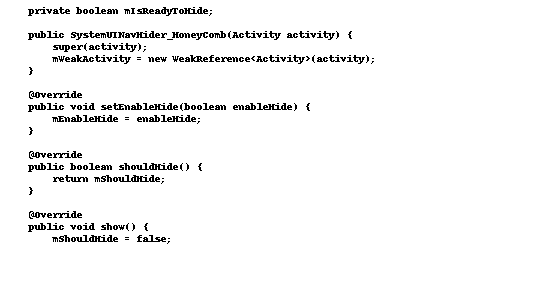 private boolean mIsReadyToHide;
public SystemUINavHider_HoneyComb(Activity activity) {
super(activity);
mWeakActivity = new WeakReference<Activity>(activity);
}
@Override
public void setEnableHide(boolean enableHide) {
mEnableHide = enableHide;
}
@Override
public boolean shouldHide() {
return mShouldHide;
}
@Override
public void show() {
mShouldHide = false;